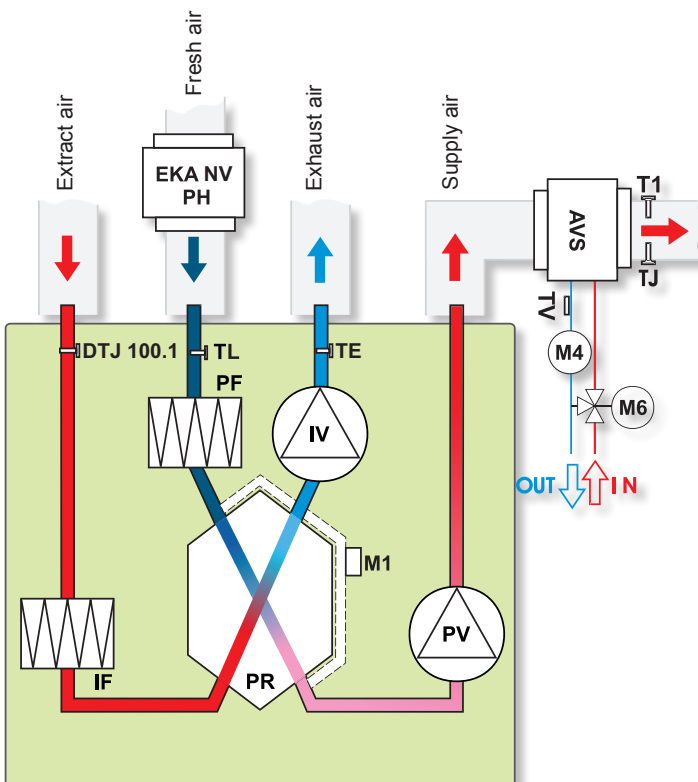 Extract air
Fresh air
Exhaust air
Supply air
EKA NV
PH
AVS
T1
TJ
TV
M4
M6
OUT
IN
DTJ 100.1
TL
TE
PF
IV
M1
IF
PR
PV